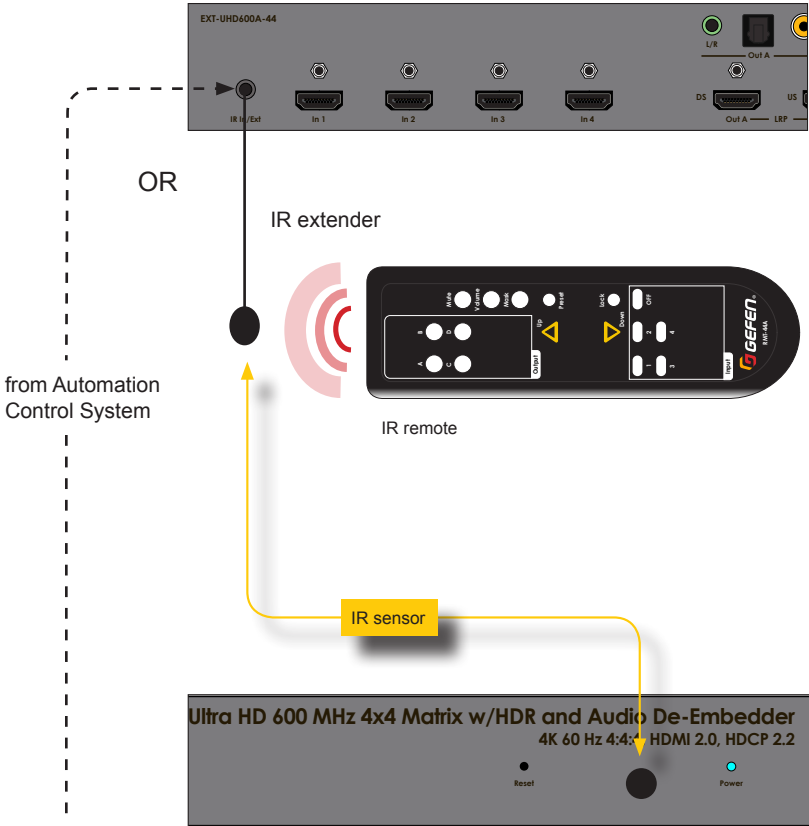 EXT-UHD600A-44
L/R
Out A
DS
US
IR In/Ext
In 1
In 2
In 3
In 4
Out A
LRP
OR
IR extender
Mute
Volume
Mask
Preset
Lock
OFF
B
D
Up
Down
2
4
A
C
Output
1
3
Input
GEFEN
RMT-44A
from Automation
Control System
IR remote
IR sensor
Ultra HD 600 MHz 4x4 Matrix w/HDR and Audio De-Embedder
4K 60 Hz 4:4:4, HDMI 2.0, HDCP 2.2
Reset
Power